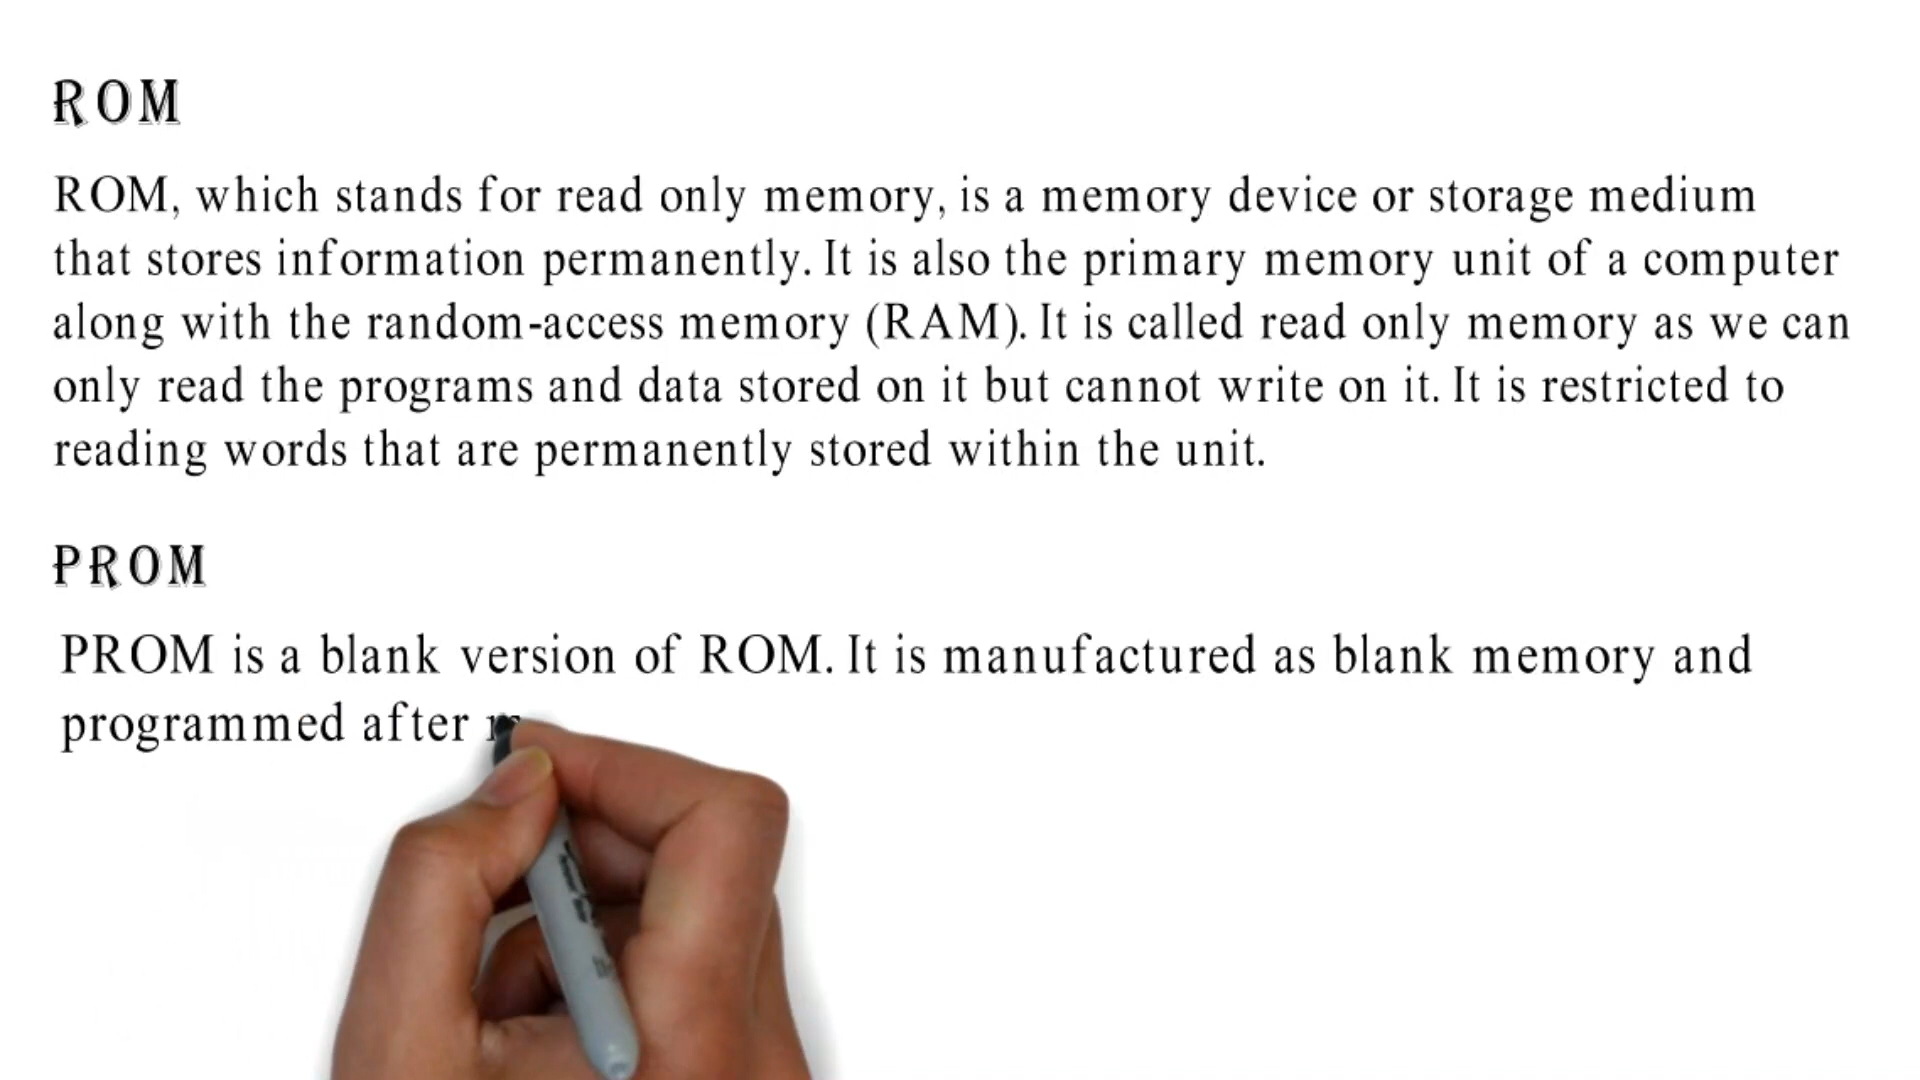 ROM
ROM, which stands for read only memory, is a memory device or storage medium
that stores information permanently. It is also the primary memory unit of a computer
along with the random-access memory (RAM). It is called read only memory as we can
only read the programs and data stored on it but cannot write on it. It is restricted to
reading words that are permanently stored within the unit.
PROM
PROM is a blank version of ROM. It is manufactured as blank memory and
programmed after